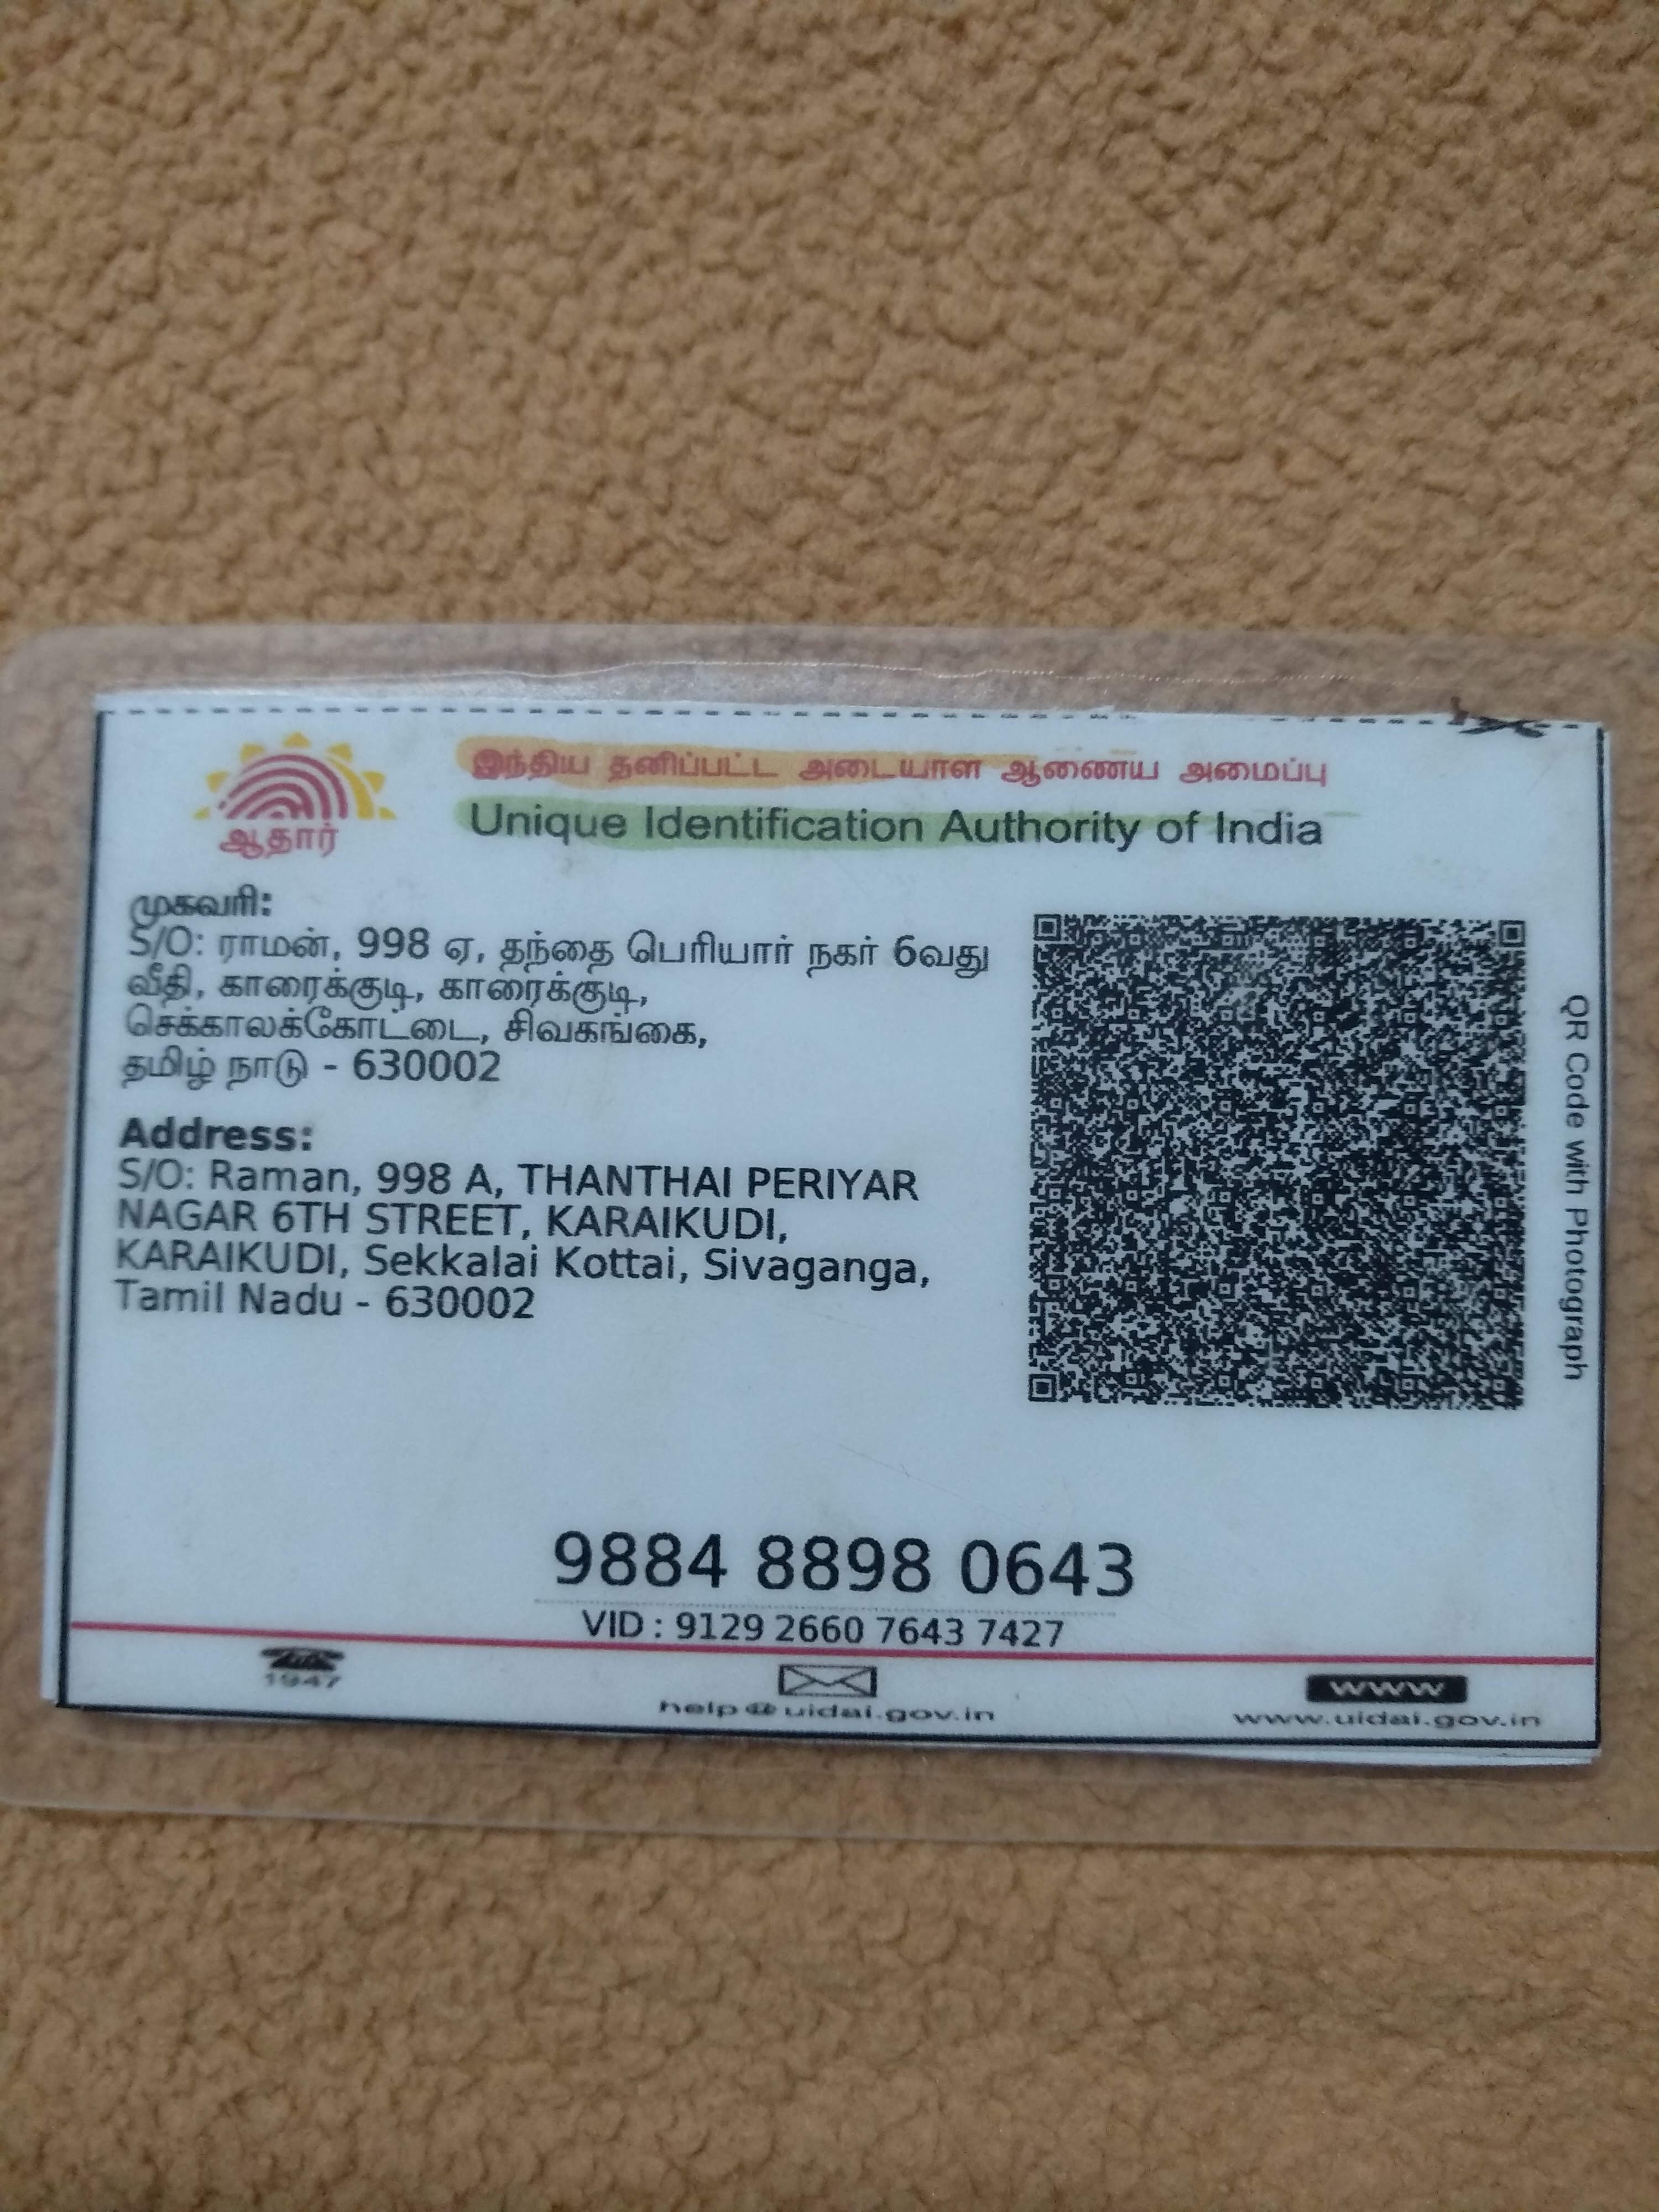 இந்திய தனிப்பட்ட அடையாள ஆணைய அமைப்பு
Unique Identification Authority of India
ஆதார்
முகவரி:
S/O: ராமன், 998 ஏ, தந்தை பெரியார் நகர் 6வது
வீதி, காரைக்குடி, காரைக்குடி,
செக்காலக்கோட்டை, சிவகங்கை,
தமிழ் நாடு - 630002
Address:
S/O: Raman, 998 A, THANTHAI PERIYAR
NAGAR 6TH STREET, KARAIKUDI,
KARAIKUDI, Sekkalai Kottai, Sivaganga,
Tamil Nadu - 630002
QR Code with Photograph
9884 8898 0643
VID : 9129 2660 7643 7427
1947
help@uidai.gov.in
www
www.uidai.gov.in